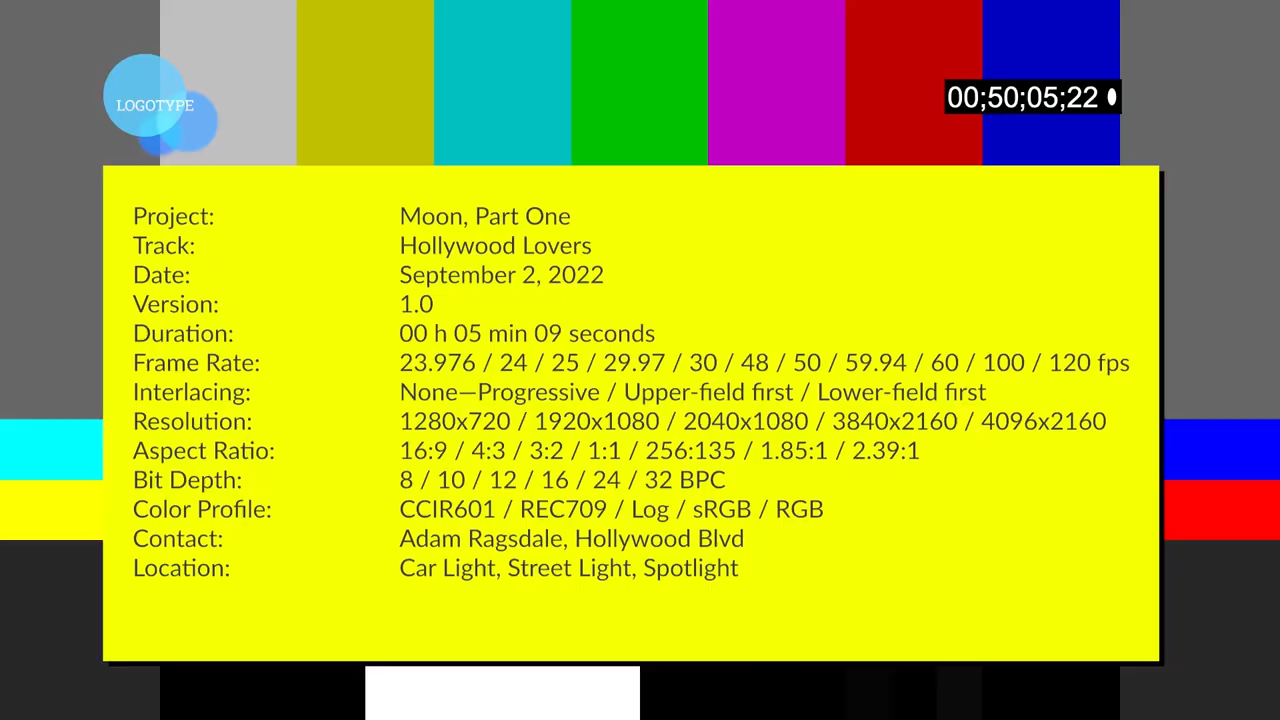 LOGOTYPE
00;50;05;22
Project: Moon, Part One
Track: Hollywood Lovers
Date: September 2, 2022
Version: 1.0
Duration: 00 h 05 min 09 seconds
Frame Rate: 23.976 / 24 / 25 / 29.97 / 30 / 48 / 50 / 59.94 / 60 / 100 / 120 fps
Interlacing: None—Progressive / Upper-field first / Lower-field first
Resolution: 1280x720 / 1920x1080 / 2040x1080 / 3840x2160 / 4096x2160
Aspect Ratio: 16:9 / 4:3 / 3:2 / 1:1 / 256:135 / 1.85:1 / 2.39:1
Bit Depth: 8 / 10 / 12 / 16 / 24 / 32 BPC
Color Profile: CCIR601 / REC709 / Log / sRGB / RGB
Contact: Adam Ragsdale, Hollywood Blvd
Location: Car Light, Street Light, Spotlight